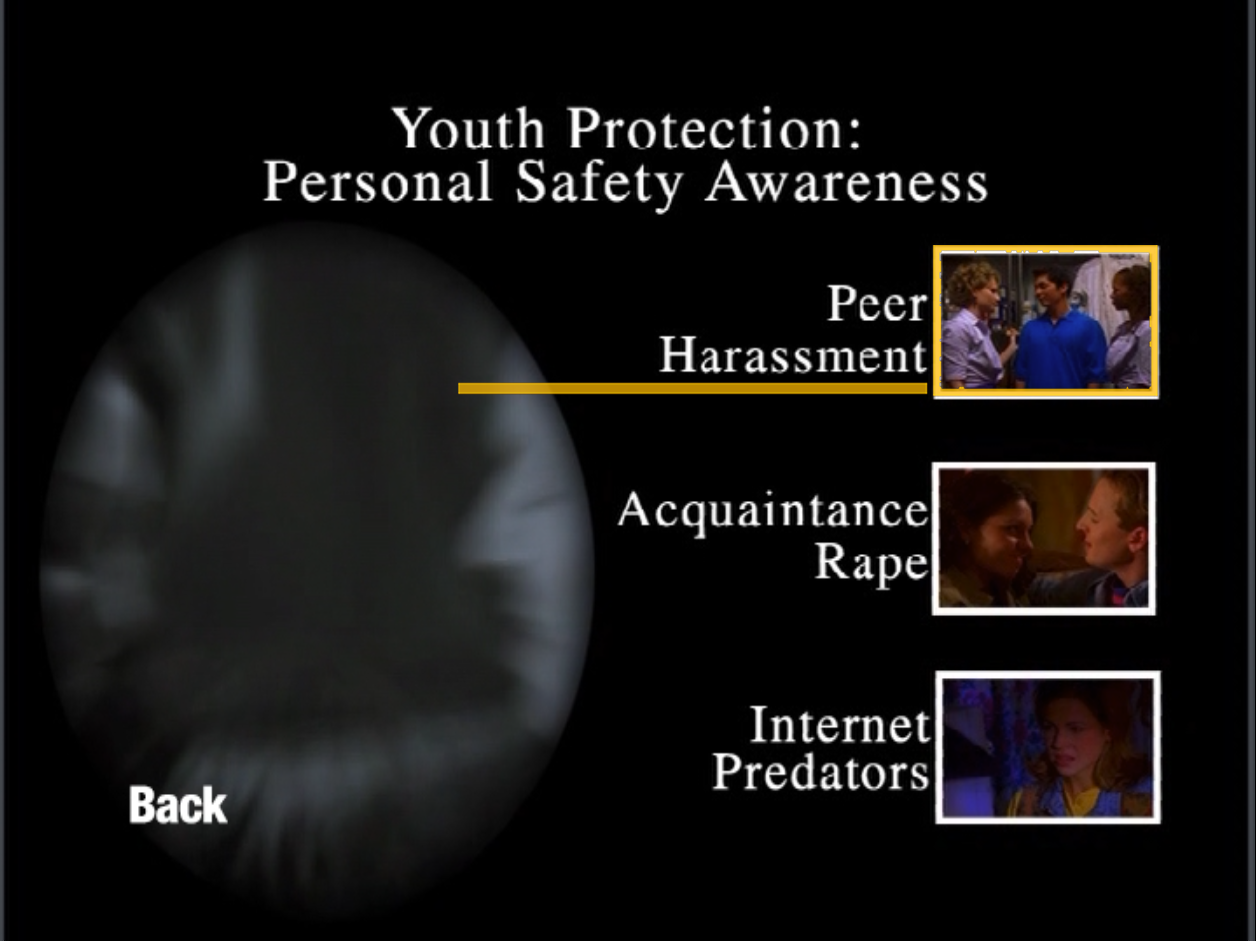 Youth Protection:
Personal Safety Awareness
Peer
Harassment
Acquaintance
Rape
Internet
Predators
Back